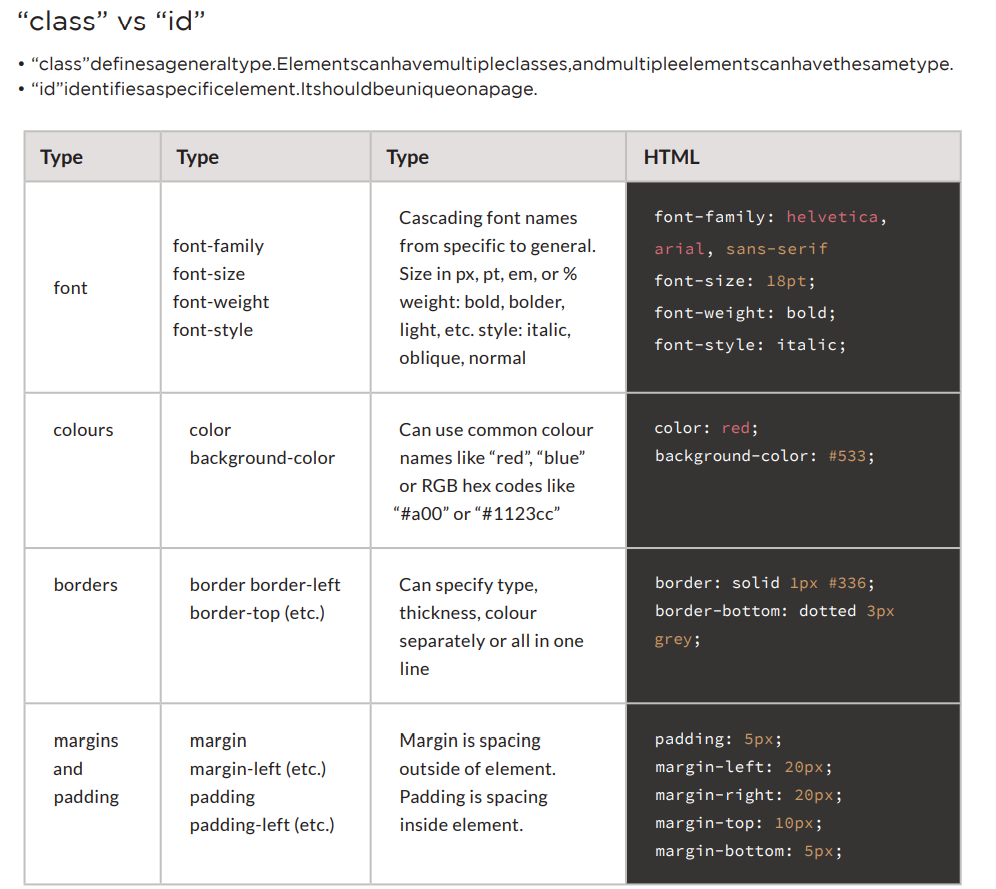 “class” vs “id”
• “class”definesageneraltype.Elementscanhavemultipleclasses,andmultipleelementscanhavethesametype.
• “id”identifiesaspecificelement.Itshouldbeuniqueonapage.
Type Type Type HTML
font
font-family
font-size
font-weight
font-style
Cascading font names
from specific to general.
Size in px, pt, em, or %
weight: bold, bolder,
light, etc. style: italic,
oblique, normal
font-family: helvetica,
arial, sans-serif
font-size: 18pt;
font-weight: bold;
font-style: italic;
colours
color
background-color
Can use common colour
names like “red”, “blue”
or RGB hex codes like
“#a00” or “#1123cc”
color: red;
background-color: #533;
borders
border border-left
border-top (etc.)
Can specify type,
thickness, colour
separately or all in one
line
border: solid 1px #336;
border-bottom: dotted 3px
grey;
margins
and
padding
margin
margin-left (etc.)
padding
padding-left (etc.)
Margin is spacing
outside of element.
Padding is spacing
inside element.
padding: 5px;
margin-left: 20px;
margin-right: 20px;
margin-top: 10px;
margin-bottom: 5px;